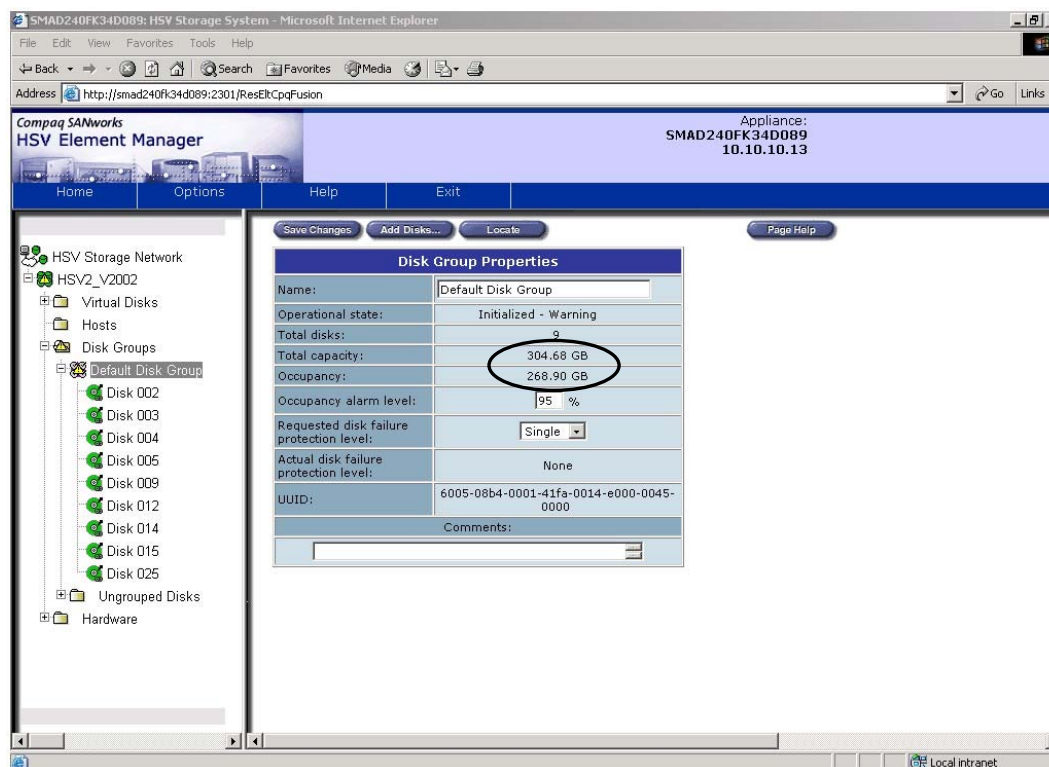 SMAD240FK34D089: HSV Storage System - Microsoft Internet Explorer
File Edit View Favorites Tools Help
Back Search Favorites Media
Address http://smad240fk34d089:2301/ResEltCpqFusion Go Links
Compaq SANworks
HSV Element Manager
Appliance:
SMAD240FK34D089
10.10.10.13
Home Options Help Exit
Save Changes Add Disks... Locate Page Help
HSV Storage Network
HSV2_V2002
Virtual Disks
Hosts
Disk Groups
Default Disk Group
Disk 002
Disk 003
Disk 004
Disk 005
Disk 009
Disk 012
Disk 014
Disk 015
Disk 025
Ungrouped Disks
Hardware
Disk Group Properties
Name: Default Disk Group
Operational state: Initialized - Warning
Total disks: 9
Total capacity: 304.68 GB
Occupancy: 268.90 GB
Occupancy alarm level: 95 %
Requested disk failure
protection level: Single
Actual disk failure
protection level: None
UUID: 6005-08b4-0001-41fa-0014-e000-0045-
0000
Comments:
Local intranet